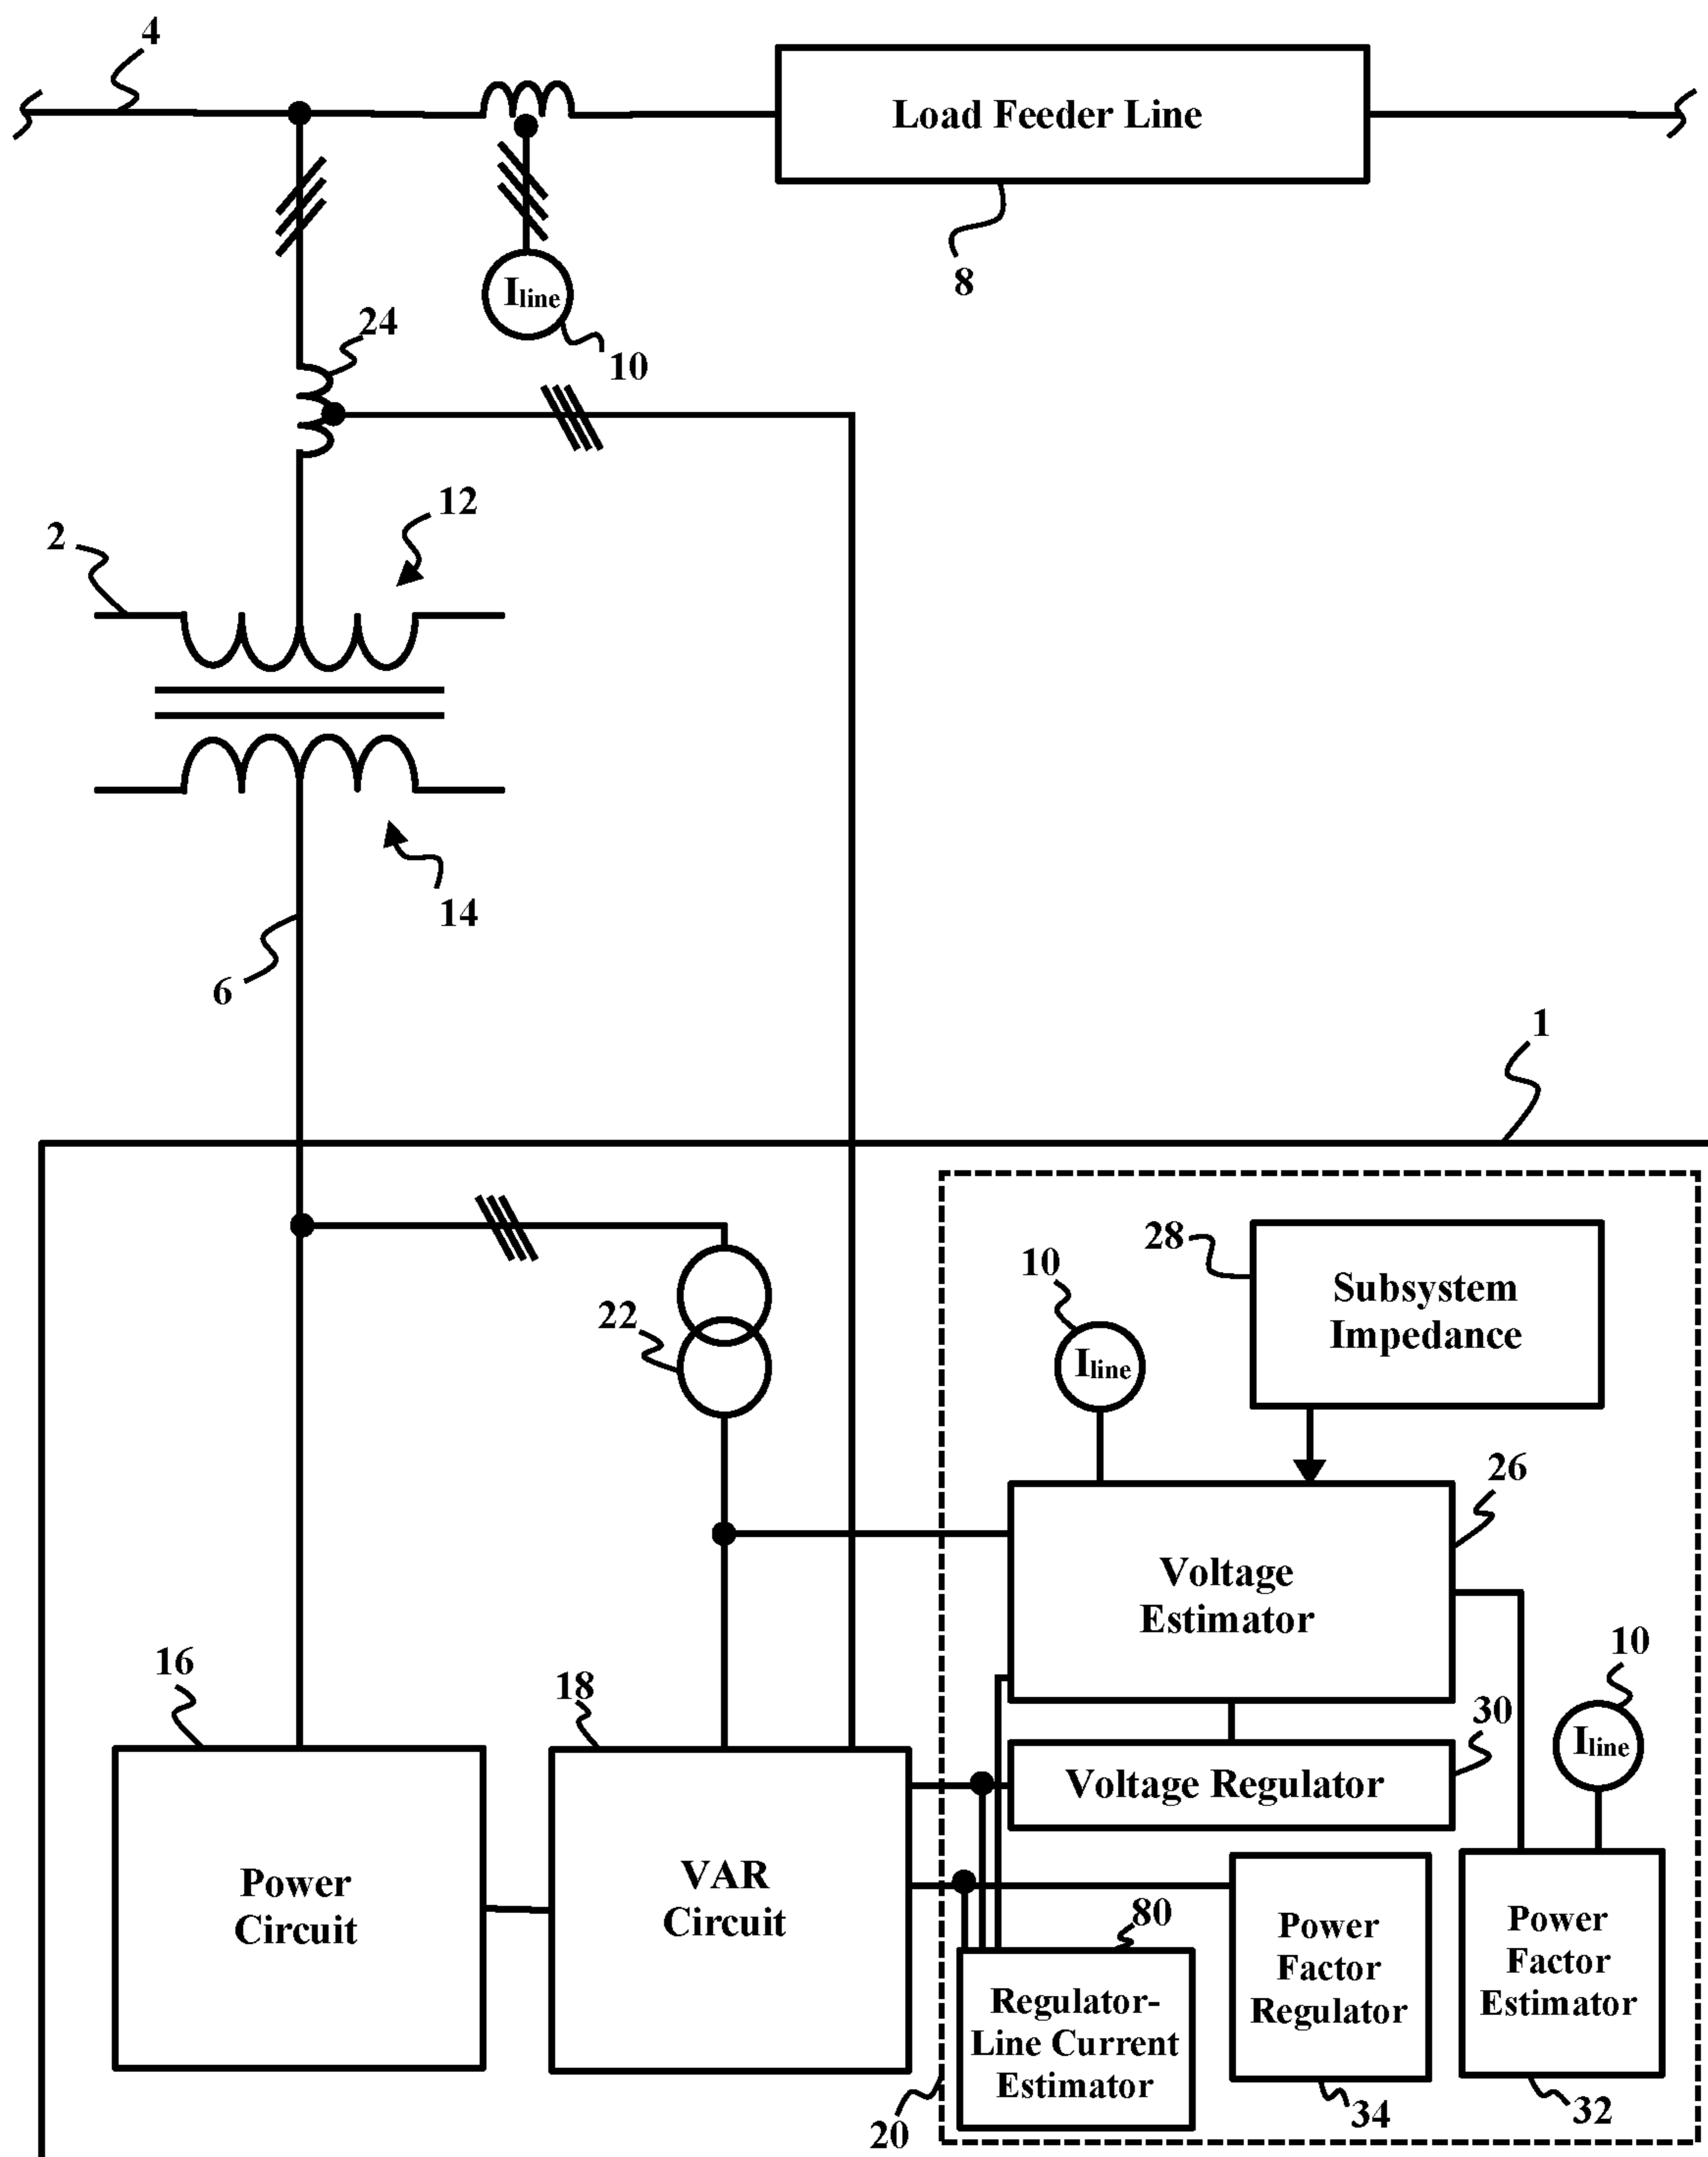 4
Load Feeder Line
8
Iline
10
24
12
2
14
6
1
28
Subsystem
Impedance
10
Iline
22
26
Voltage
Estimator
16
18
10
Iline
30
Voltage Regulator
Power
Circuit
VAR
Circuit
80
Regulator-
Line Current
Estimator
Power
Factor
Regulator
Power
Factor
Estimator
20
34
32